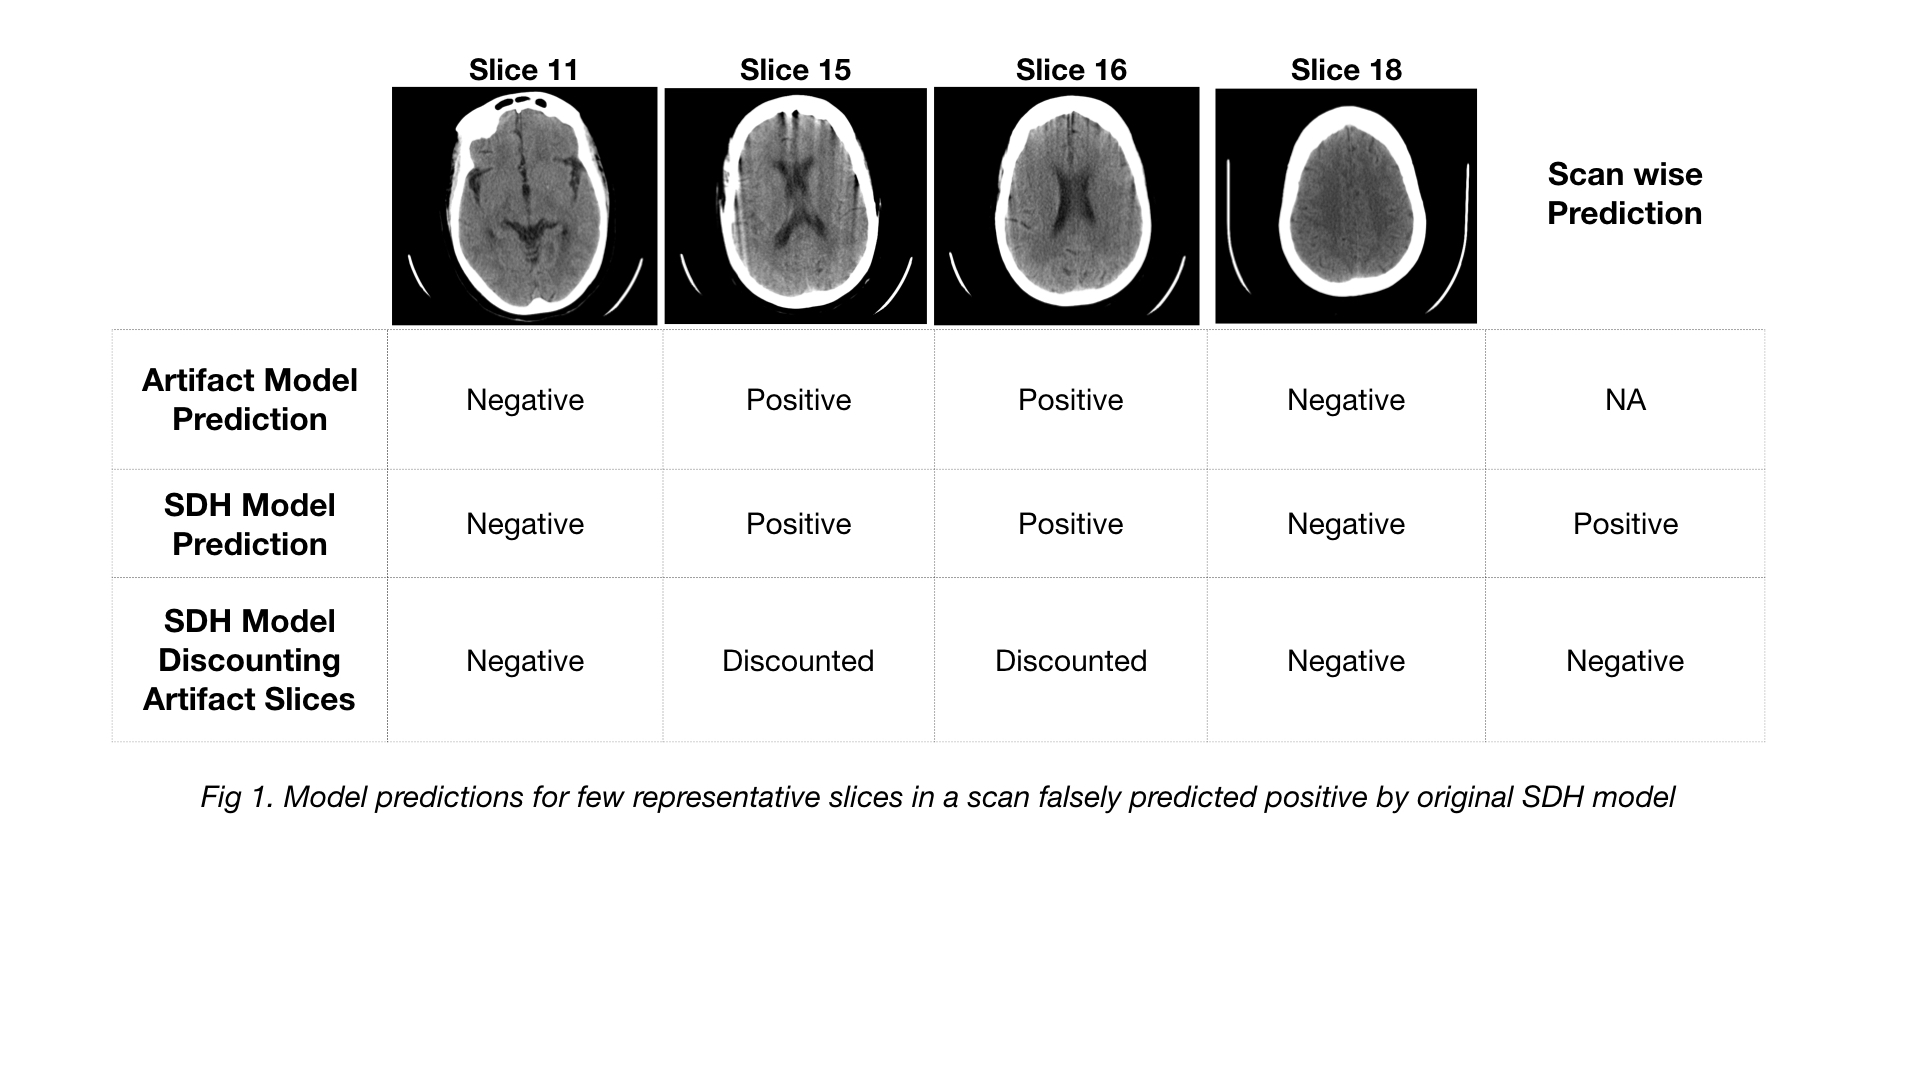 Slice 11
Slice 15
Slice 16
Slice 18
Scan wise
Prediction
Artifact Model
Prediction
Negative
Positive
Positive
Negative
NA
SDH Model
Prediction
Negative
Positive
Positive
Negative
Positive
SDH Model
Discounting
Artifact Slices
Negative
Discounted
Discounted
Negative
Negative
Fig 1. Model predictions for few representative slices in a scan falsely predicted positive by original SDH model